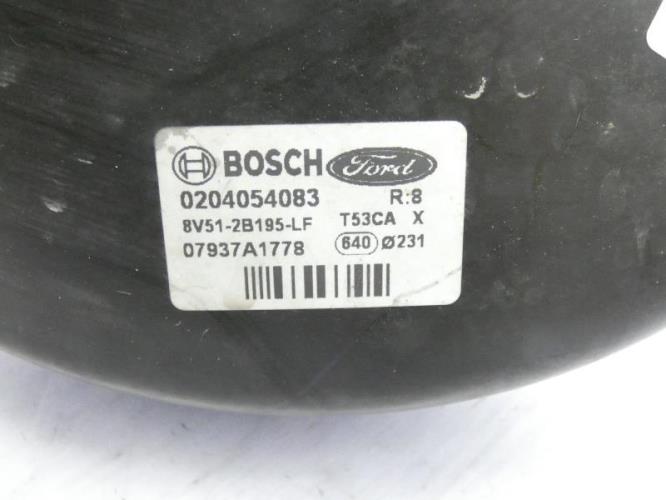 BOSCH Ford
0204054083 R:8
8V51-2B195-LF T53CA X
07937A1778 640 Ø231